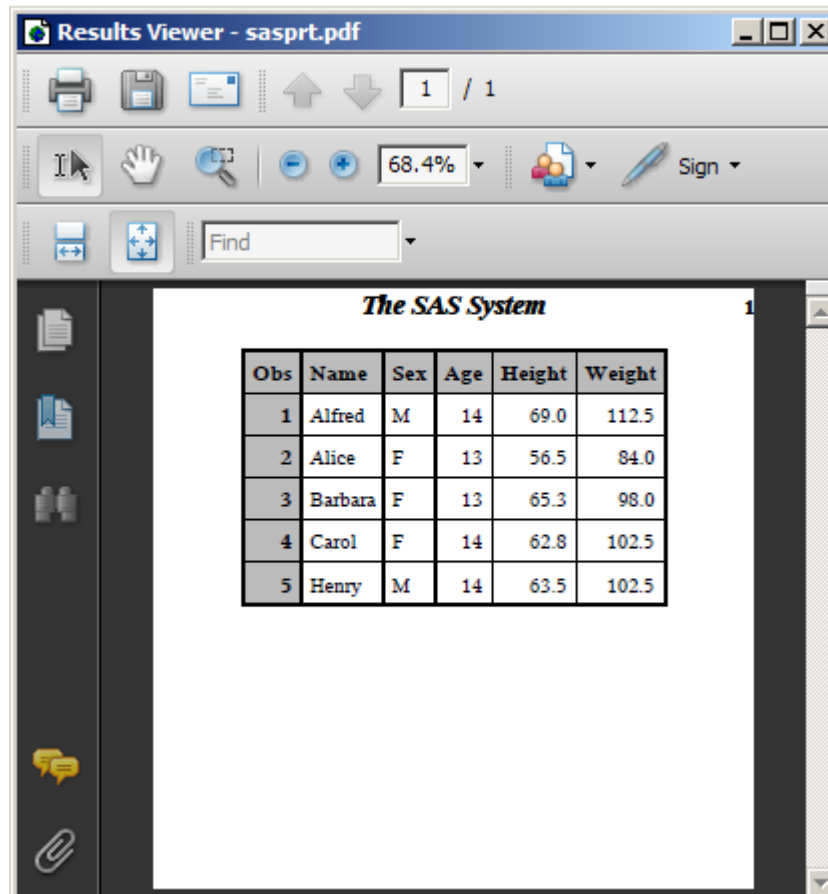 Results Viewer - sasprt.pdf
1 / 1
68.4% Sign
Find
The SAS System 1
Obs Name Sex Age Height Weight
1 Alfred M 14 69.0 112.5
2 Alice F 13 56.5 84.0
3 Barbara F 13 65.3 98.0
4 Carol F 14 62.8 102.5
5 Henry M 14 63.5 102.5